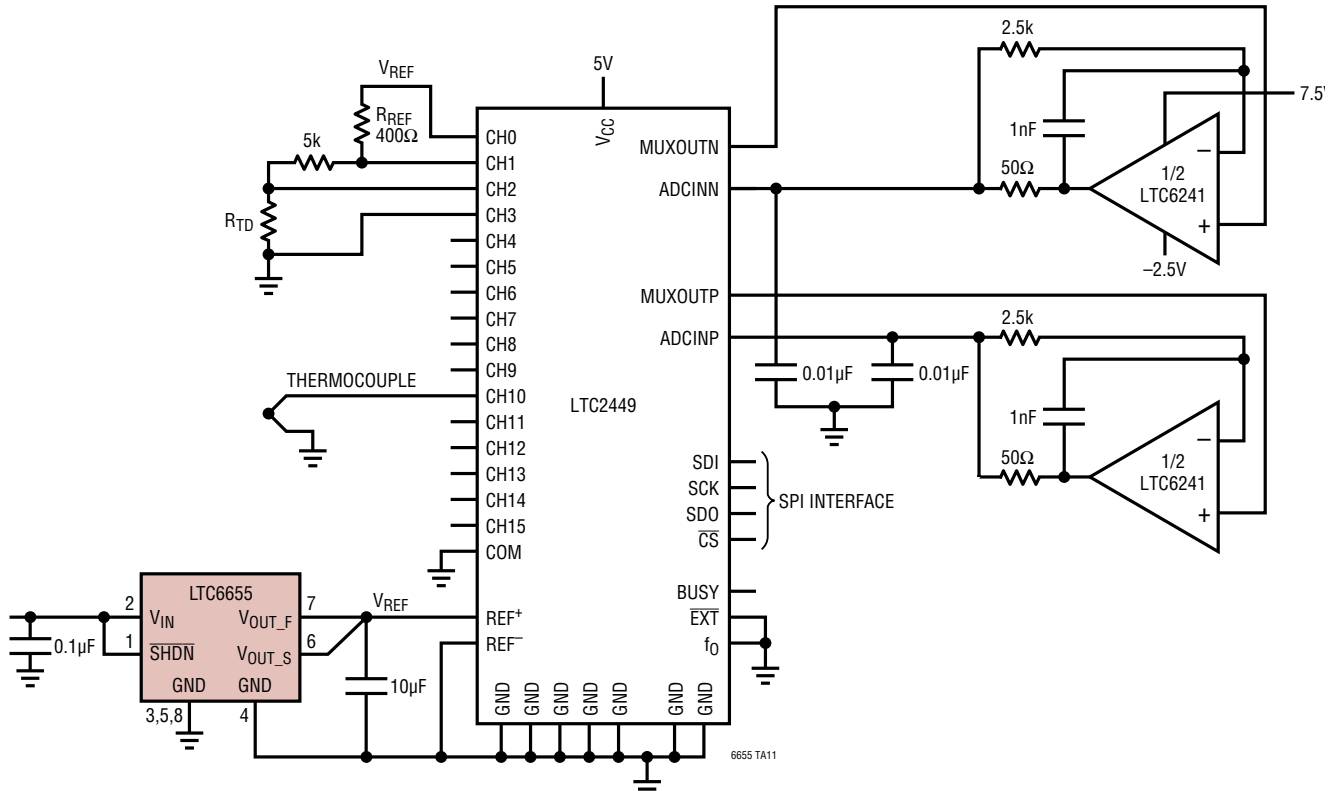 5V
VREF
RREF
400Ω
5k
RTD
THERMOCOUPLE
CH0
CH1
CH2
CH3
CH4
CH5
CH6
CH7
CH8
CH9
CH10
CH11
CH12
CH13
CH14
CH15
COM
REF+
REF–
VCC
LTC2449
MUXOUTN
ADCINN
MUXOUTP
ADCINP
SDI
SCK
SDO
CS
SPI INTERFACE
BUSY
EXT
fO
GND
GND
GND
GND
GND
GND
GND
2.5k
1nF
50Ω
–
1/2
LTC6241
+
7.5V
–2.5V
0.01µF
0.01µF
2.5k
1nF
50Ω
–
1/2
LTC6241
+
LTC6655
2
VIN
1
SHDN
VOUT_F
7
VOUT_S
6
GND
GND
3,5,8
4
0.1µF
VREF
10µF
6655 TA11